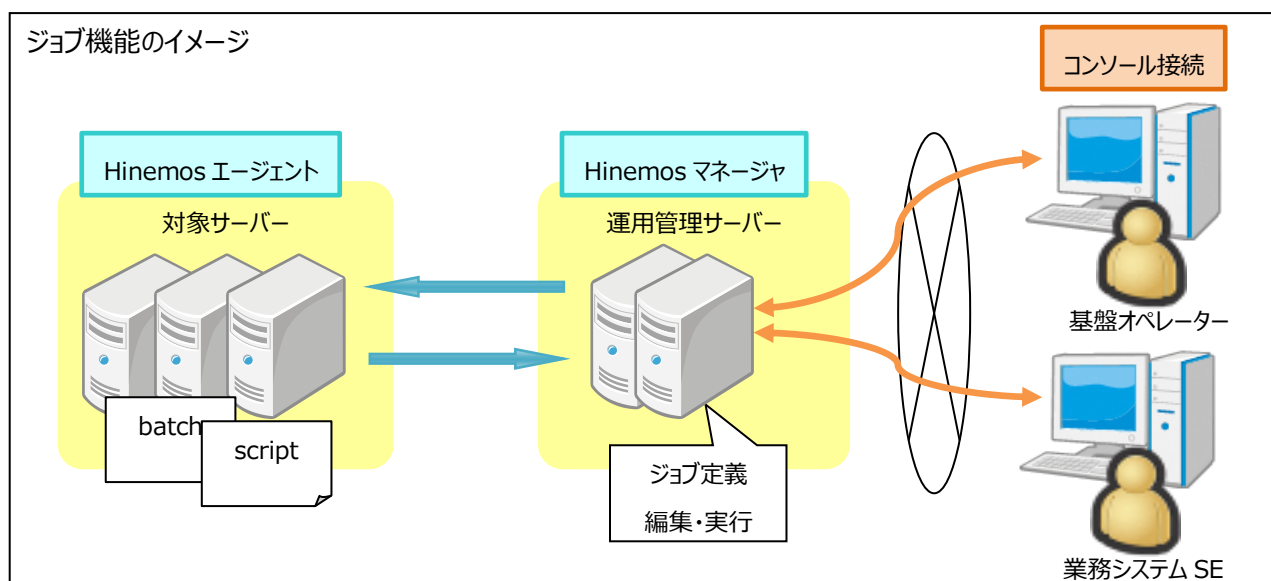 ジョブ機能のイメージ
コンソール接続
Hinemos エージェント
Hinemos マネージャ
対象サーバー
運用管理サーバー
基盤オペレーター
batch
script
ジョブ定義
編集・実行
業務システム SE